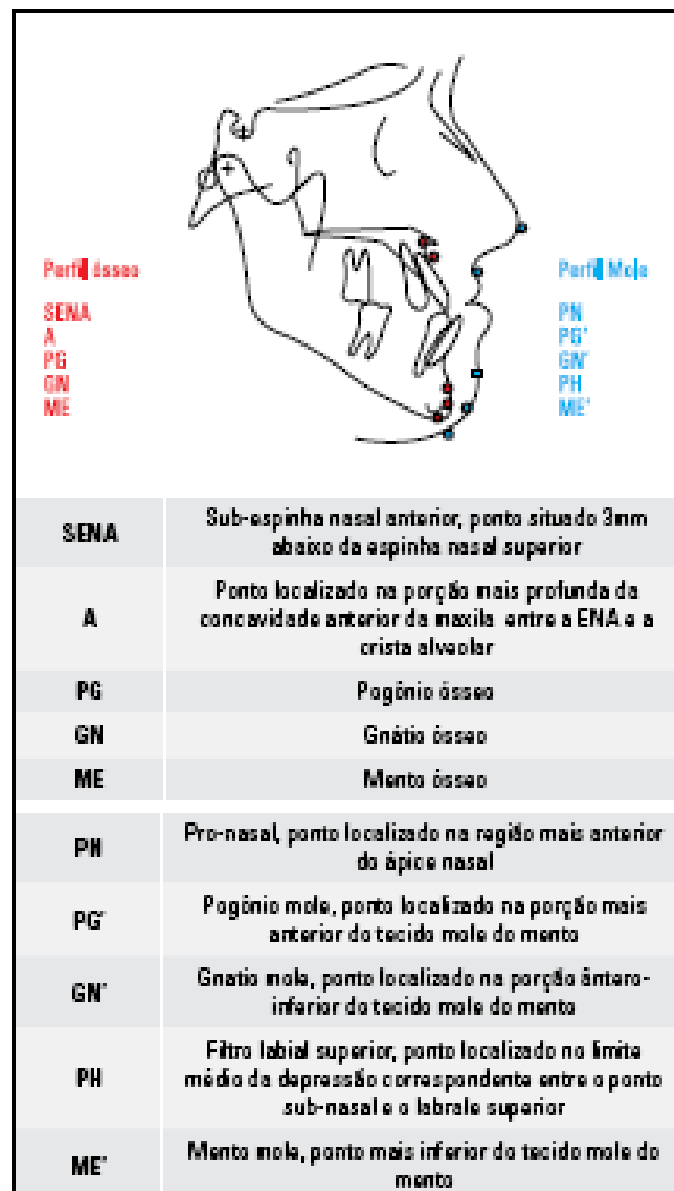 Perfil ósseo
SENA
A
PG
GN
ME
Perfil Mole
PN
PG'
GN'
PH
ME'
SENA
Sub-espinha nasal anterior, ponto situado 3mm
abaixo da espinha nasal superior
A
Ponto localizado na porção mais profunda da
concavidade anterior da maxila entre a ENA e a
crista alveolar
PG
Pogônio ósseo
GN
Gnátio ósseo
ME
Mento ósseo
PN
Pro-nasal, ponto localizado na região mais anterior
do ápice nasal
PG'
Pogônio mole, ponto localizado na porção mais
anterior do tecido mole do mento
GN'
Gnatio mole, ponto localizado na porção ântero-
inferior do tecido mole do mento
PH
Filtro labial superior, ponto localizado no limite
médio da depressão correspondente entre o ponto
sub-nasal e o labrale superior
ME'
Mento mole, ponto mais inferior do tecido mole do
mento